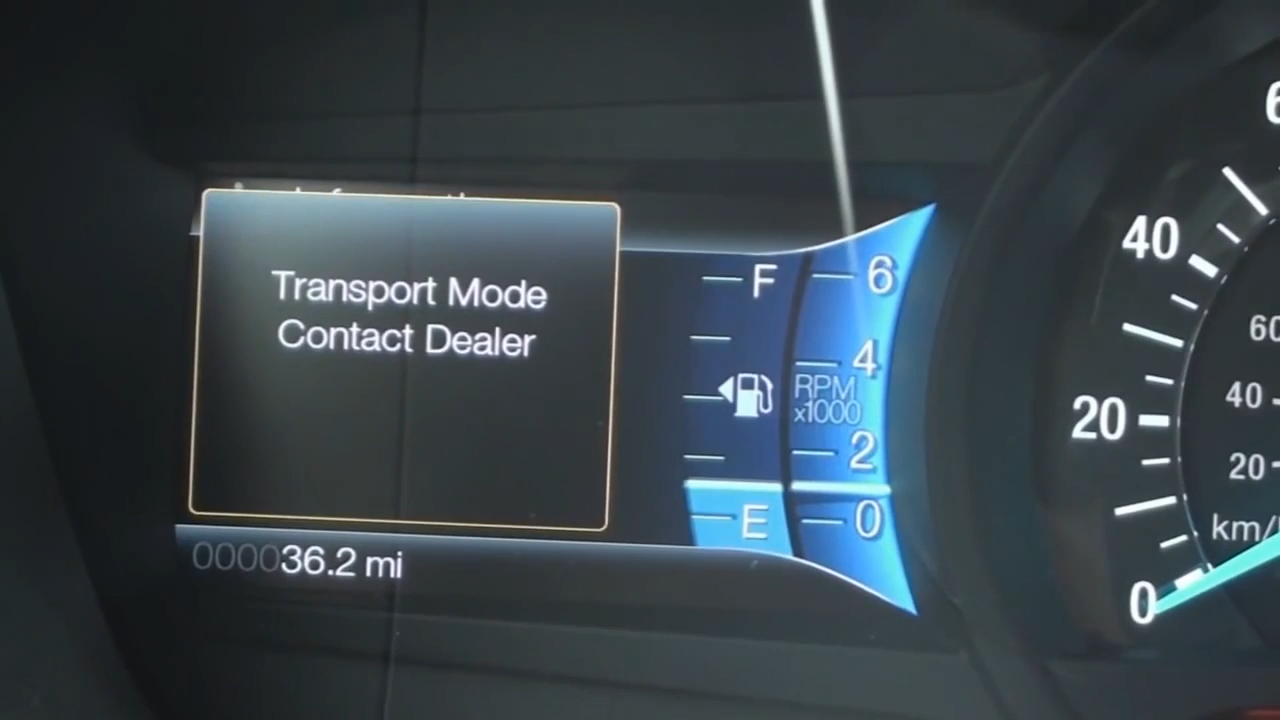 Transport Mode
Contact Dealer
000036.2 mi
F
E
6
4
RPM
x1000
2
0
40
20
0
60
40
20
km/